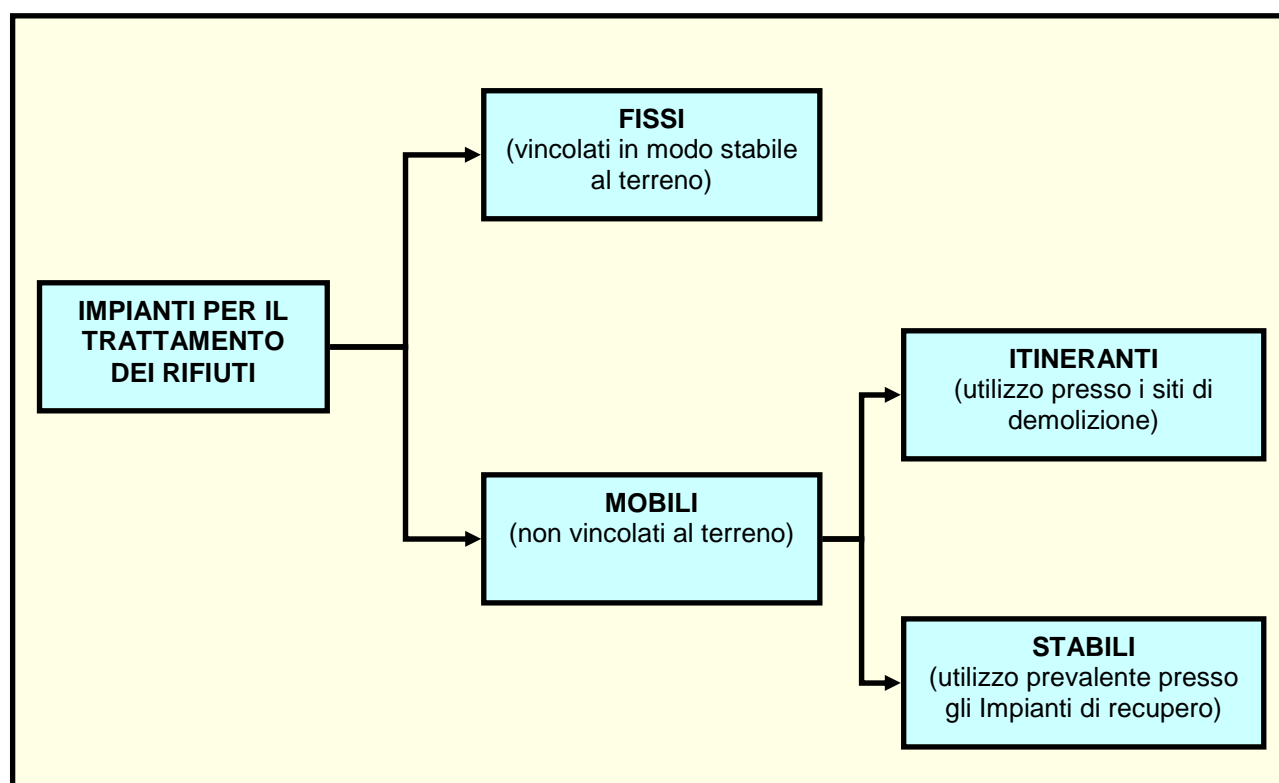 FISSI
(vincolati in modo stabile
al terreno)
IMPIANTI PER IL
TRATTAMENTO
DEI RIFIUTI
ITINERANTI
(utilizzo presso i siti di
demolizione)
MOBILI
(non vincolati al terreno)
STABILI
(utilizzo prevalente presso
gli Impianti di recupero)